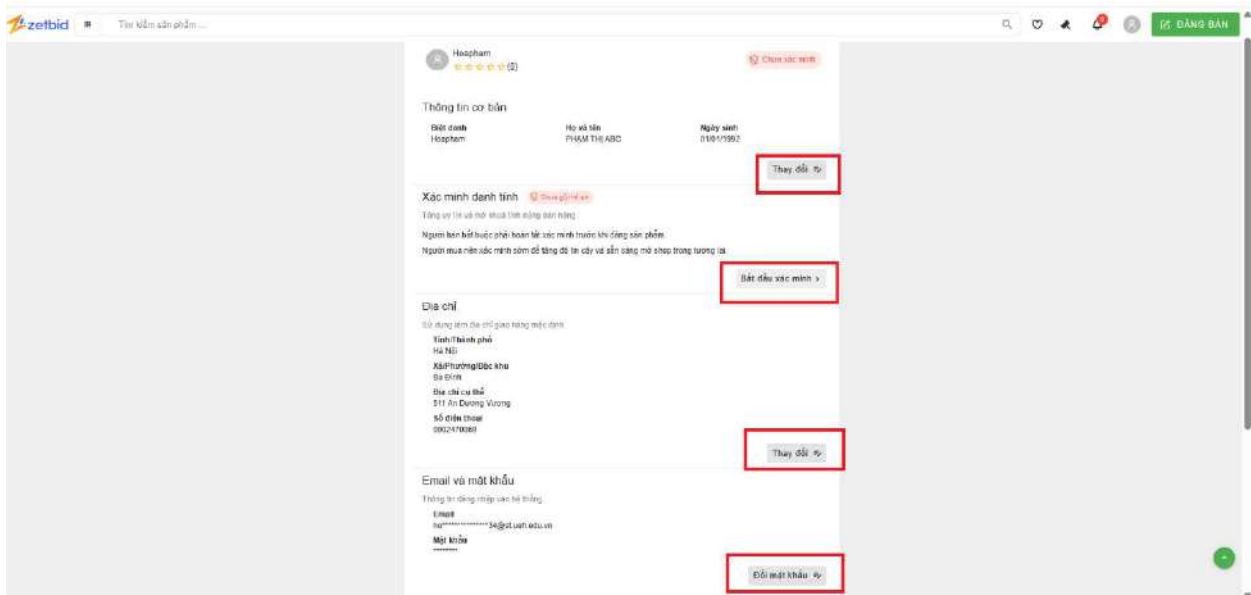 zetbid
Tìm kiếm sản phẩm ...
ĐĂNG BÁN
Hoapham
(0)
Chưa xác minh
Thông tin cơ bản
Biệt danh
Họ và tên
Ngày sinh
Hoapham
PHẠM THỊ ABC
01/01/1992
Thay đổi
Xác minh danh tính
Tăng uy tín và mở khoá tính năng bán hàng
Người bán bắt buộc phải hoàn tất xác minh trước khi đăng sản phẩm.
Người mua nên xác minh sớm để tăng độ tin cậy và sẵn sàng mở shop trong tương lai.
Bắt đầu xác minh
Địa chỉ
Sử dụng làm địa chỉ giao hàng mặc định
Tỉnh/Thành phố
Hà Nội
Xã/Phường/Đặc khu
Ba Đình
Địa chỉ cụ thể
511 An Dương Vương
Số điện thoại
Thay đổi
Email và mật khẩu
Thông tin đăng nhập vào hệ thống
Email
Mật khẩu
********
Đổi mật khẩu